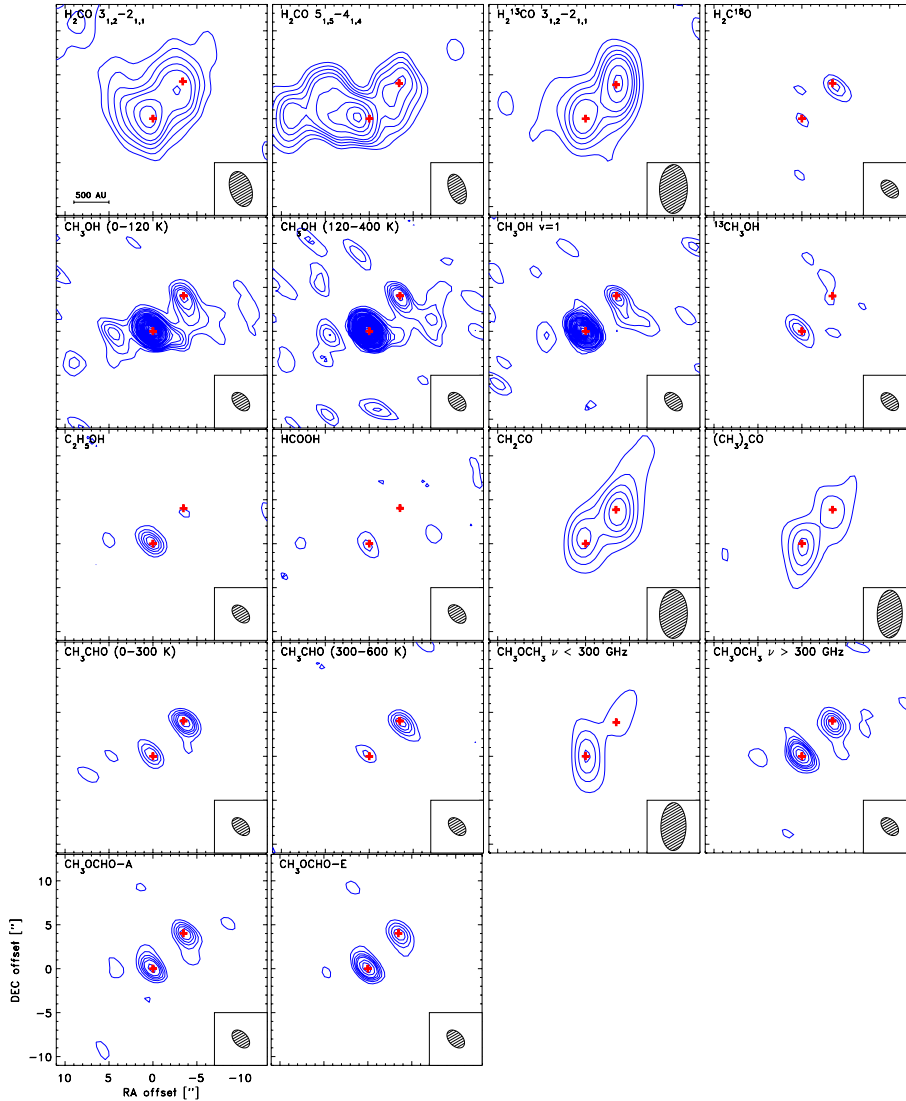 H₂CO 3₁,₂−2₁,₁
H₂CO 5₁,₅−4₁,₄
H₂¹³CO 3₁,₂−2₁,₁
H₂C¹⁸O
500 AU
CH₃OH (0−120 K)
CH₃OH (120−400 K)
CH₃OH v=1
¹³CH₃OH
C₂H₅OH
HCOOH
CH₂CO
(CH₃)₂CO
CH₃CHO (0−300 K)
CH₃CHO (300−600 K)
CH₃OCH₃ ν < 300 GHz
CH₃OCH₃ ν > 300 GHz
CH₃OCHO−A
CH₃OCHO−E
10
5
0
−5
−10
DEC offset ["]
10 5 0 −5 −10
RA offset ["]